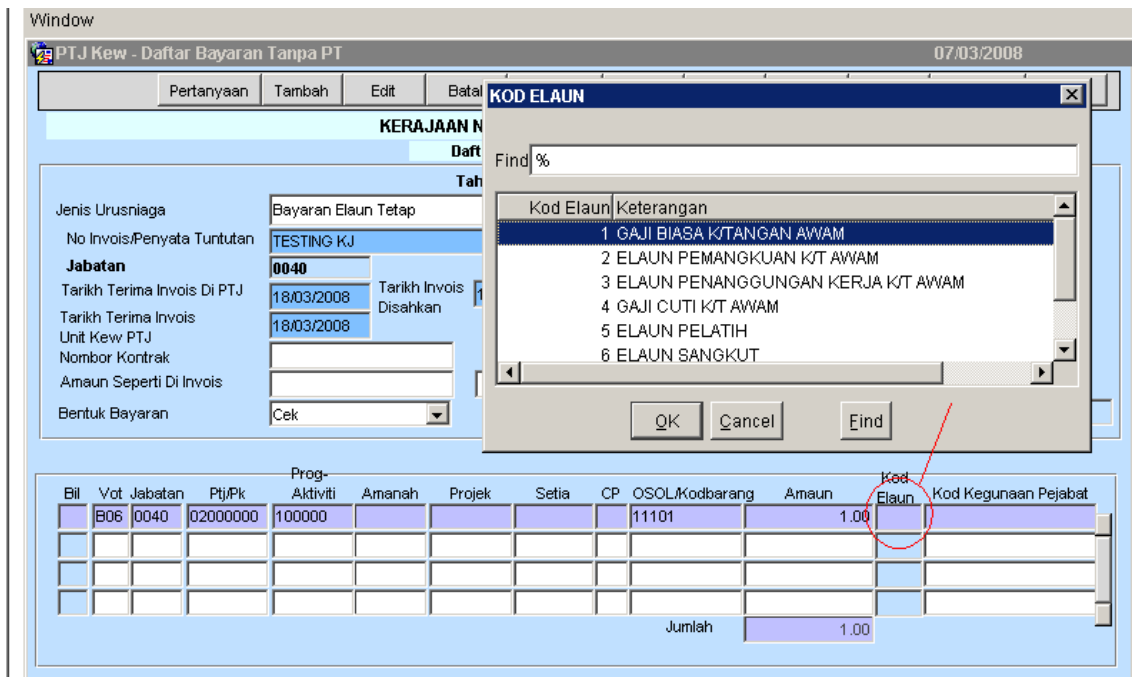 Window
PTJ Kew - Daftar Bayaran Tanpa PT 07/03/2008
Pertanyaan Tambah Edit Batal
KERAJAAN N
Daft
Tah
Jenis Urusniaga Bayaran Elaun Tetap
No Invois/Penyata Tuntutan TESTING KJ
Jabatan 0040
Tarikh Terima Invois Di PTJ 18/03/2008 Tarikh Invois Disahkan
Tarikh Terima Invois
Unit Kew PTJ 18/03/2008
Nombor Kontrak
Amaun Seperti Di Invois
Bentuk Bayaran Cek
KOD ELAUN
Find %
Kod Elaun Keterangan
1 GAJI BIASA K/TANGAN AWAM
2 ELAUN PEMANGKUAN K/T AWAM
3 ELAUN PENANGGUNGAN KERJA K/T AWAM
4 GAJI CUTI K/T AWAM
5 ELAUN PELATIH
6 ELAUN SANGKUT
OK Cancel Find
Bil Vot Jabatan Ptj/Pk Prog-Aktiviti Amanah Projek Setia CP OSOL/Kodbarang Amaun Kod Elaun Kod Kegunaan Pejabat
B06 0040 02000000 100000 11101 1.00
Jumlah 1.00